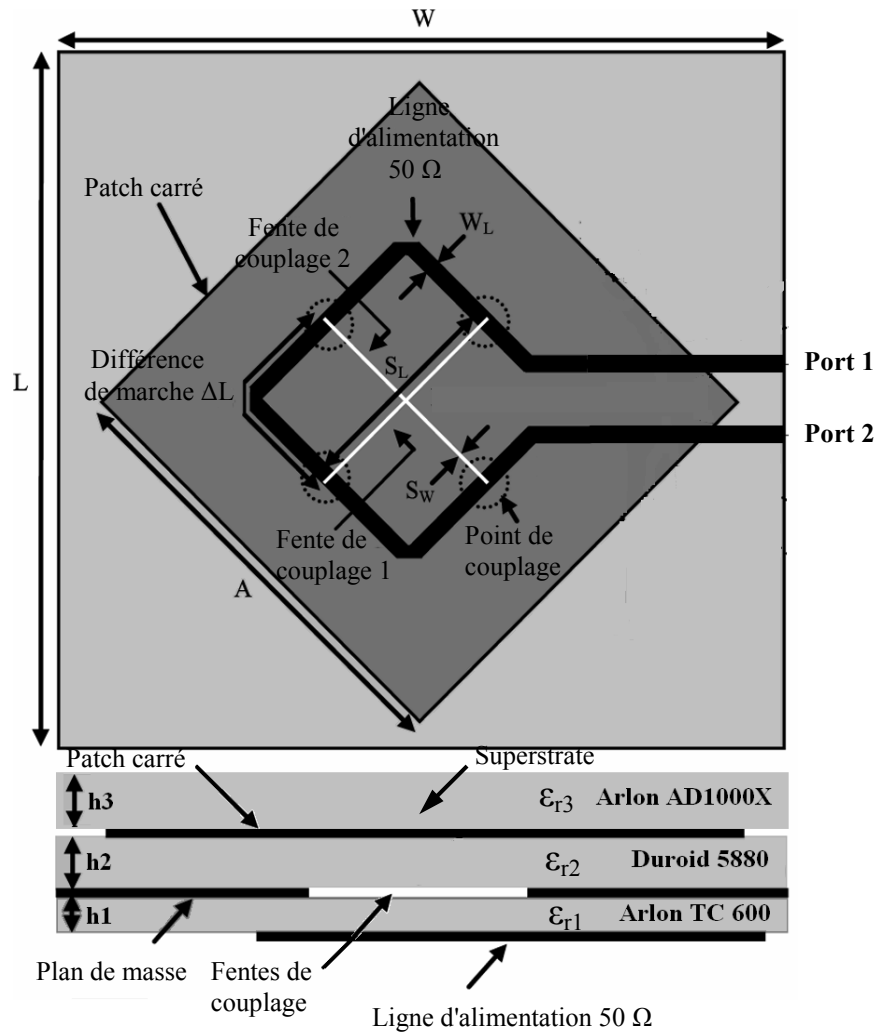 W
Ligne
d'alimentation
50 Ω
Patch carré
Fente de
couplage 2
W_L
Différence
de marche ΔL
L
S_L
Port 1
Port 2
S_W
Fente de
couplage 1
Point de
couplage
A
Patch carré
Superstrate
h3
ε_r3 Arlon AD1000X
h2
ε_r2 Duroid 5880
h1
ε_r1 Arlon TC 600
Plan de masse
Fentes de
couplage
Ligne d'alimentation 50 Ω